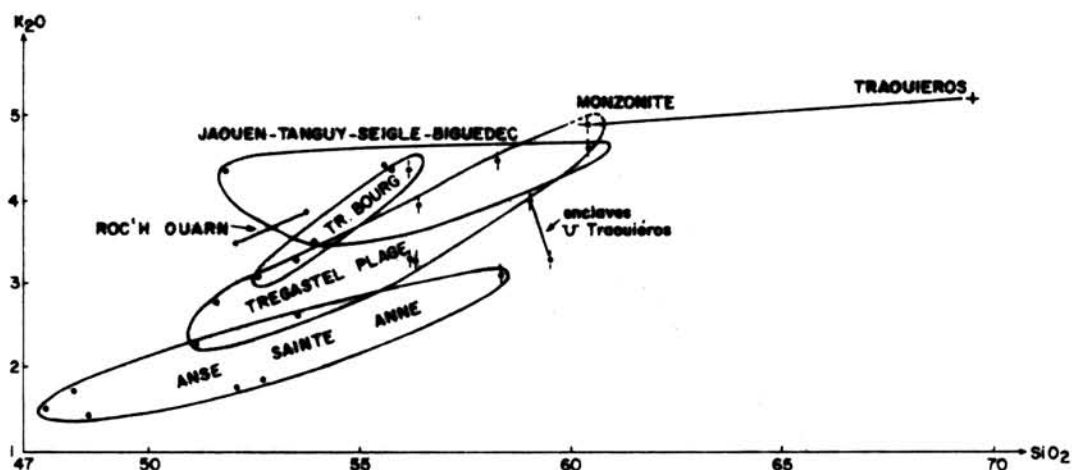 K2O
TRAOUIEROS
MONZONITE
5
JAOUEN-TANGUY-SEIGLE-BIGUEDEC
4
TR. BOURG
ROC'H OUARN
enclaves
Traouiéros
3
TREGASTEL PLAGE
ANSE SAINTE ANNE
2
1
47
50
55
60
65
70
SiO2